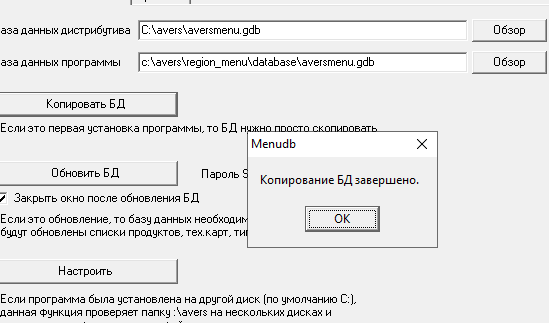 аза данных дистрибутива C:\avers\aversmenu.gdb Обзор
аза данных программы c:\avers\region_menu\database\aversmenu.gdb Обзор
Копировать БД
Если это первая установка программы, то БД нужно просто скопировать
Menudb
Копирование БД завершено.
OK
Обновить БД Пароль S
Закрыть окно после обновления БД
Если это обновление, то базу данных необходим
будут обновлены списки продуктов, тех.карт, ти
Настроить
Если программа была установлена на другой диск (по умолчанию C:),
данная функция проверяет папку :\avers на нескольких дисках и